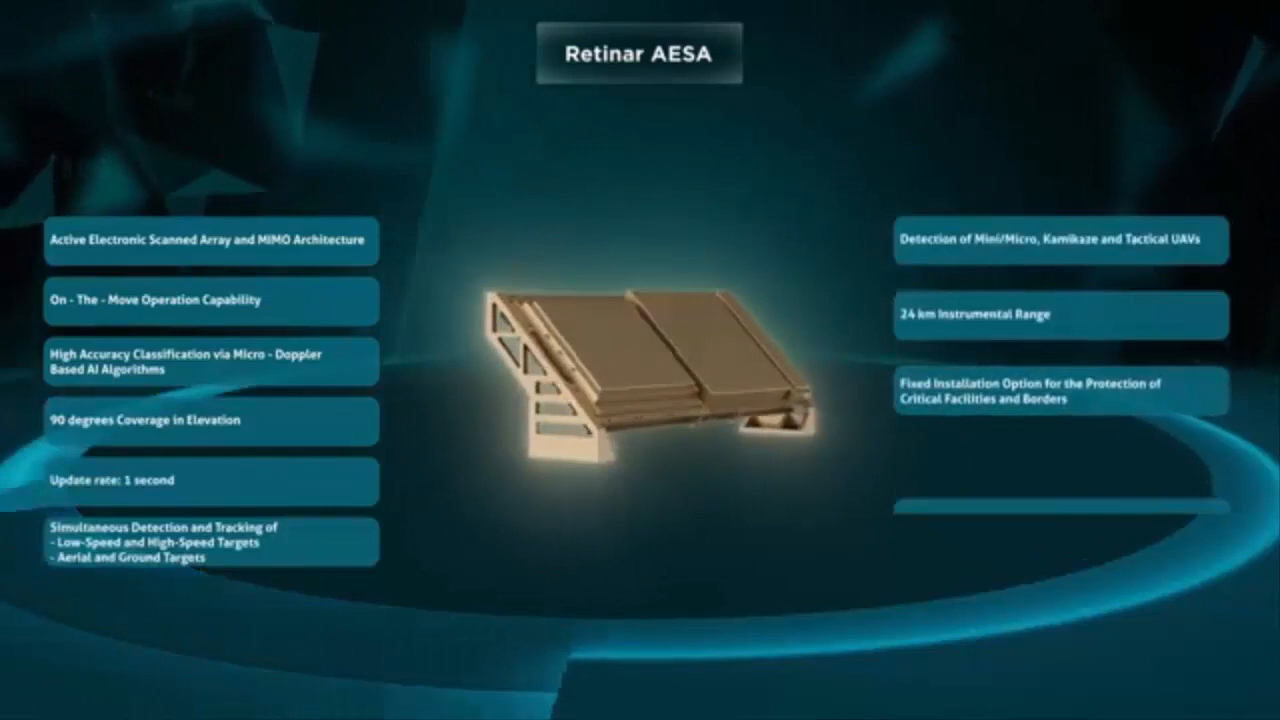 Retinar AESA
Active Electronic Scanned Array and MIMO Architecture
On - The - Move Operation Capability
High Accuracy Classification via Micro - Doppler
Based AI Algorithms
90 degrees Coverage in Elevation
Update rate: 1 second
Simultaneous Detection and Tracking of
- Low-Speed and High-Speed Targets
- Aerial and Ground Targets
Detection of Mini/Micro, Kamikaze and Tactical UAVs
24 km Instrumental Range
Fixed Installation Option for the Protection of
Critical Facilities and Borders